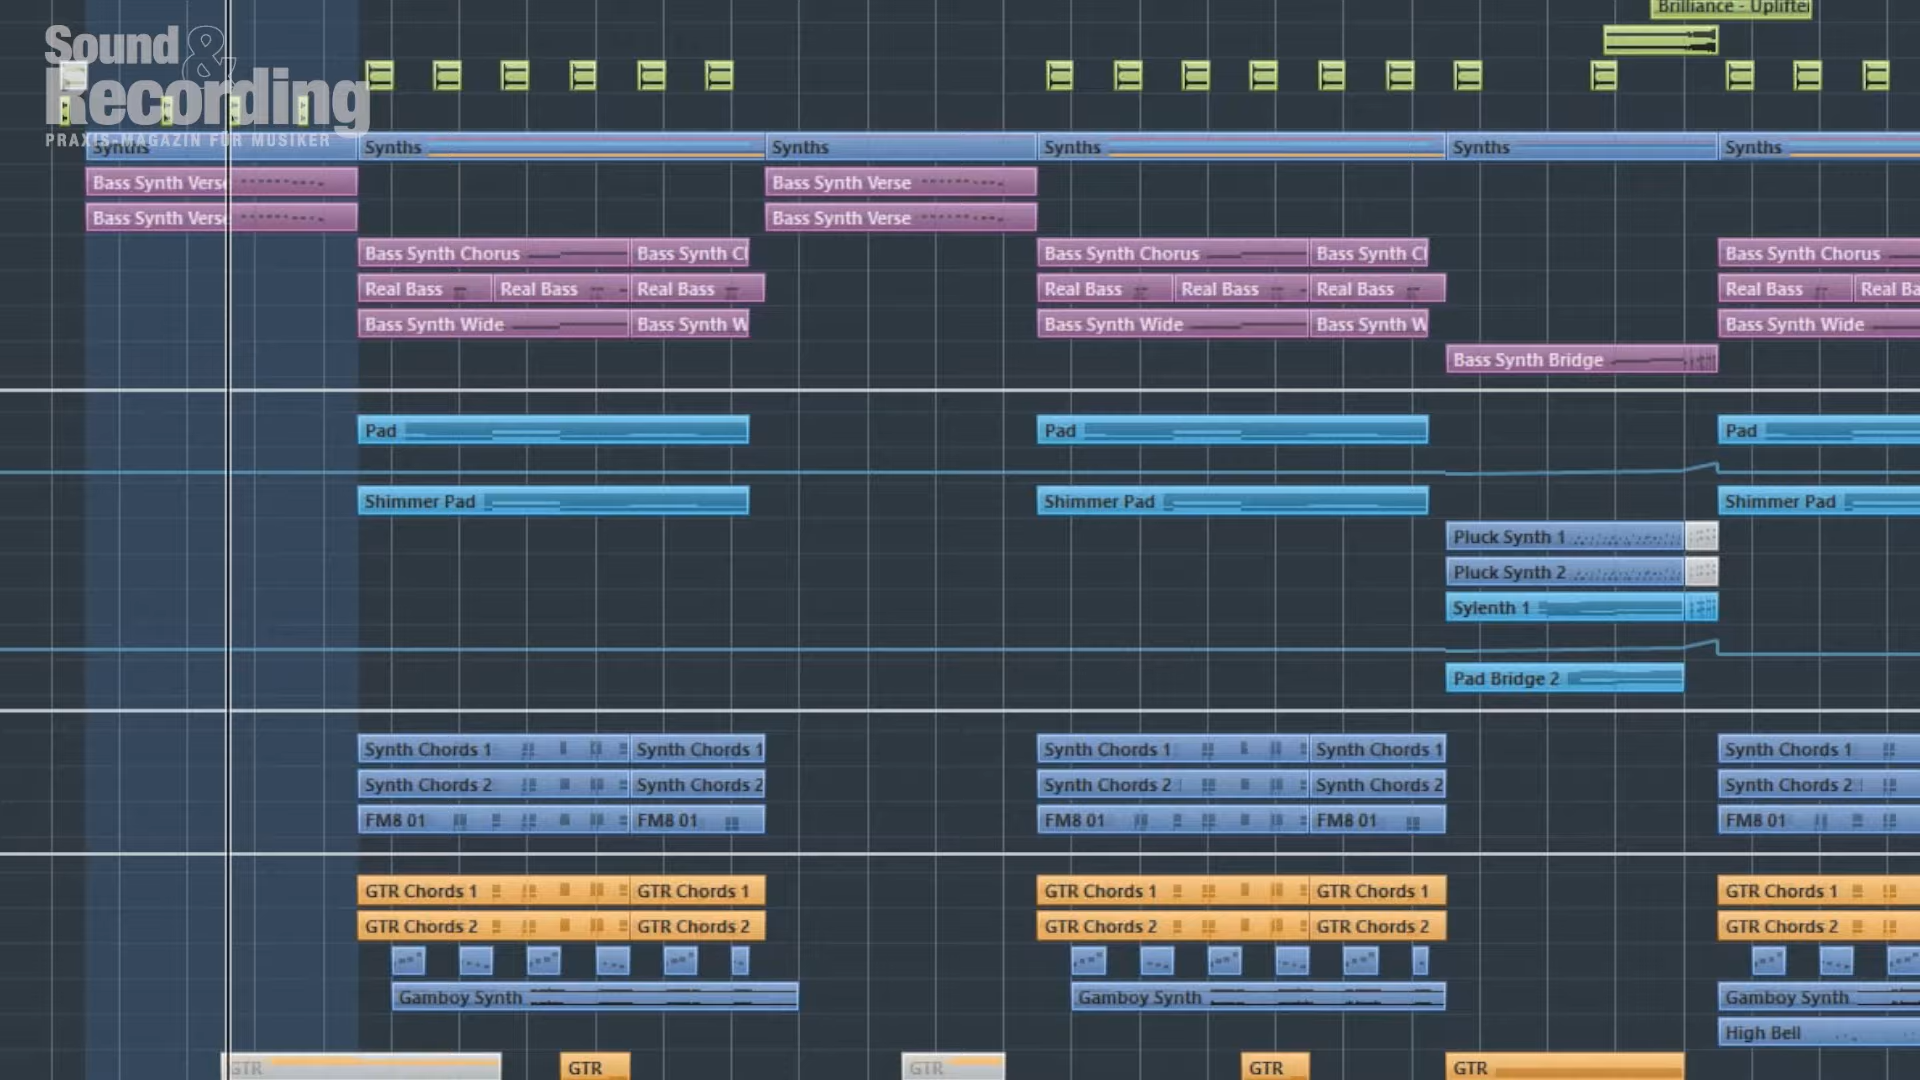 Sound&
Recording
PRAXIS-MAGAZIN FÜR MUSIKER
Brilliance - Uplifter
Synths Synths Synths Synths Synths Synths
Bass Synth Verse Bass Synth Verse
Bass Synth Verse Bass Synth Verse
Bass Synth Chorus Bass Synth Cl Bass Synth Chorus Bass Synth Cl Bass Synth Chorus
Real Bass Real Bass Real Bass Real Bass Real Bass Real Bass Real Bass Real Ba
Bass Synth Wide Bass Synth W Bass Synth Wide Bass Synth W Bass Synth Wide
Bass Synth Bridge
Pad Pad Pad
Shimmer Pad Shimmer Pad Shimmer Pad
Pluck Synth 1
Pluck Synth 2
Sylenth 1
Pad Bridge 2
Synth Chords 1 Synth Chords 1 Synth Chords 1 Synth Chords 1 Synth Chords 1
Synth Chords 2 Synth Chords 2 Synth Chords 2 Synth Chords 2 Synth Chords 2
FM8 01 FM8 01 FM8 01 FM8 01 FM8 01
GTR Chords 1 GTR Chords 1 GTR Chords 1 GTR Chords 1 GTR Chords 1
GTR Chords 2 GTR Chords 2 GTR Chords 2 GTR Chords 2 GTR Chords 2
Gamboy Synth Gamboy Synth Gamboy Synth
High Bell
GTR GTR GTR GTR GTR